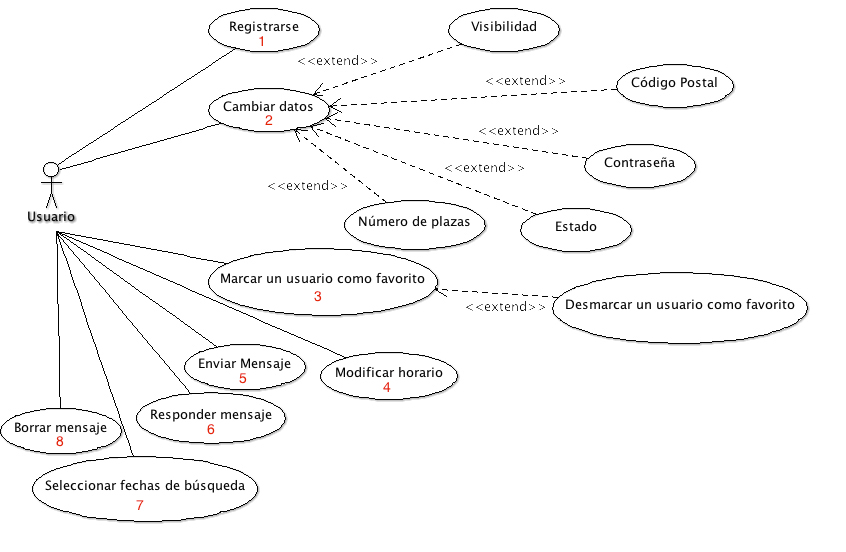 Registrarse
1
Visibilidad
<<extend>>
Código Postal
<<extend>>
Cambiar datos
2
<<extend>>
Contraseña
<<extend>>
<<extend>>
Usuario
Número de plazas
Estado
Marcar un usuario como favorito
3
<<extend>>
Desmarcar un usuario como favorito
Enviar Mensaje
5
Modificar horario
4
Responder mensaje
6
Borrar mensaje
8
Seleccionar fechas de búsqueda
7